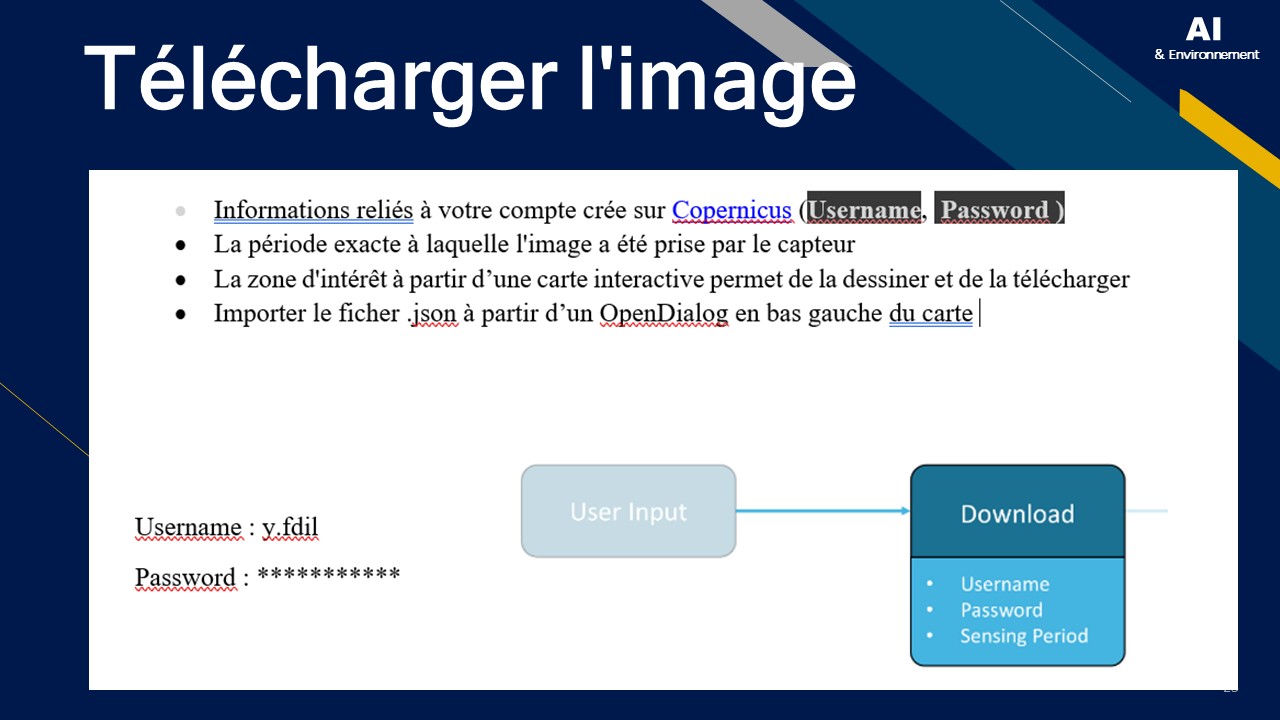 AI
& Environnement
Télécharger l'image
Informations reliés à votre compte crée sur Copernicus (Username, Password )
La période exacte à laquelle l'image a été prise par le capteur
La zone d'intérêt à partir d’une carte interactive permet de la dessiner et de la télécharger
Importer le ficher .json à partir d’un OpenDialog en bas gauche du carte
User Input
Download
Username
Password
Sensing Period
Username : y.fdil
Password : ***********